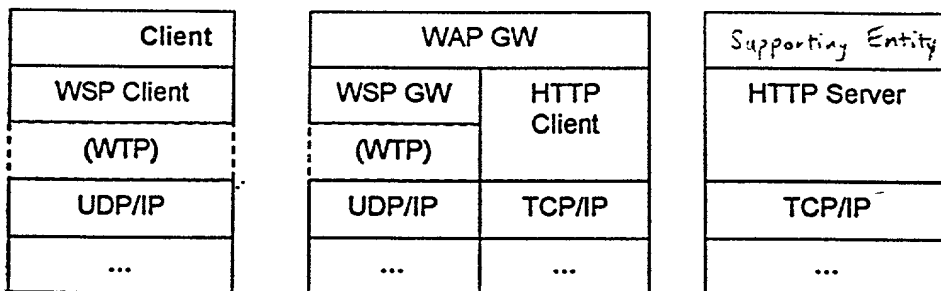 Client WAP GW Supporting Entity
WSP Client WSP GW HTTP Client HTTP Server
(WTP) (WTP)
UDP/IP UDP/IP TCP/IP TCP/IP
... ... ... ...